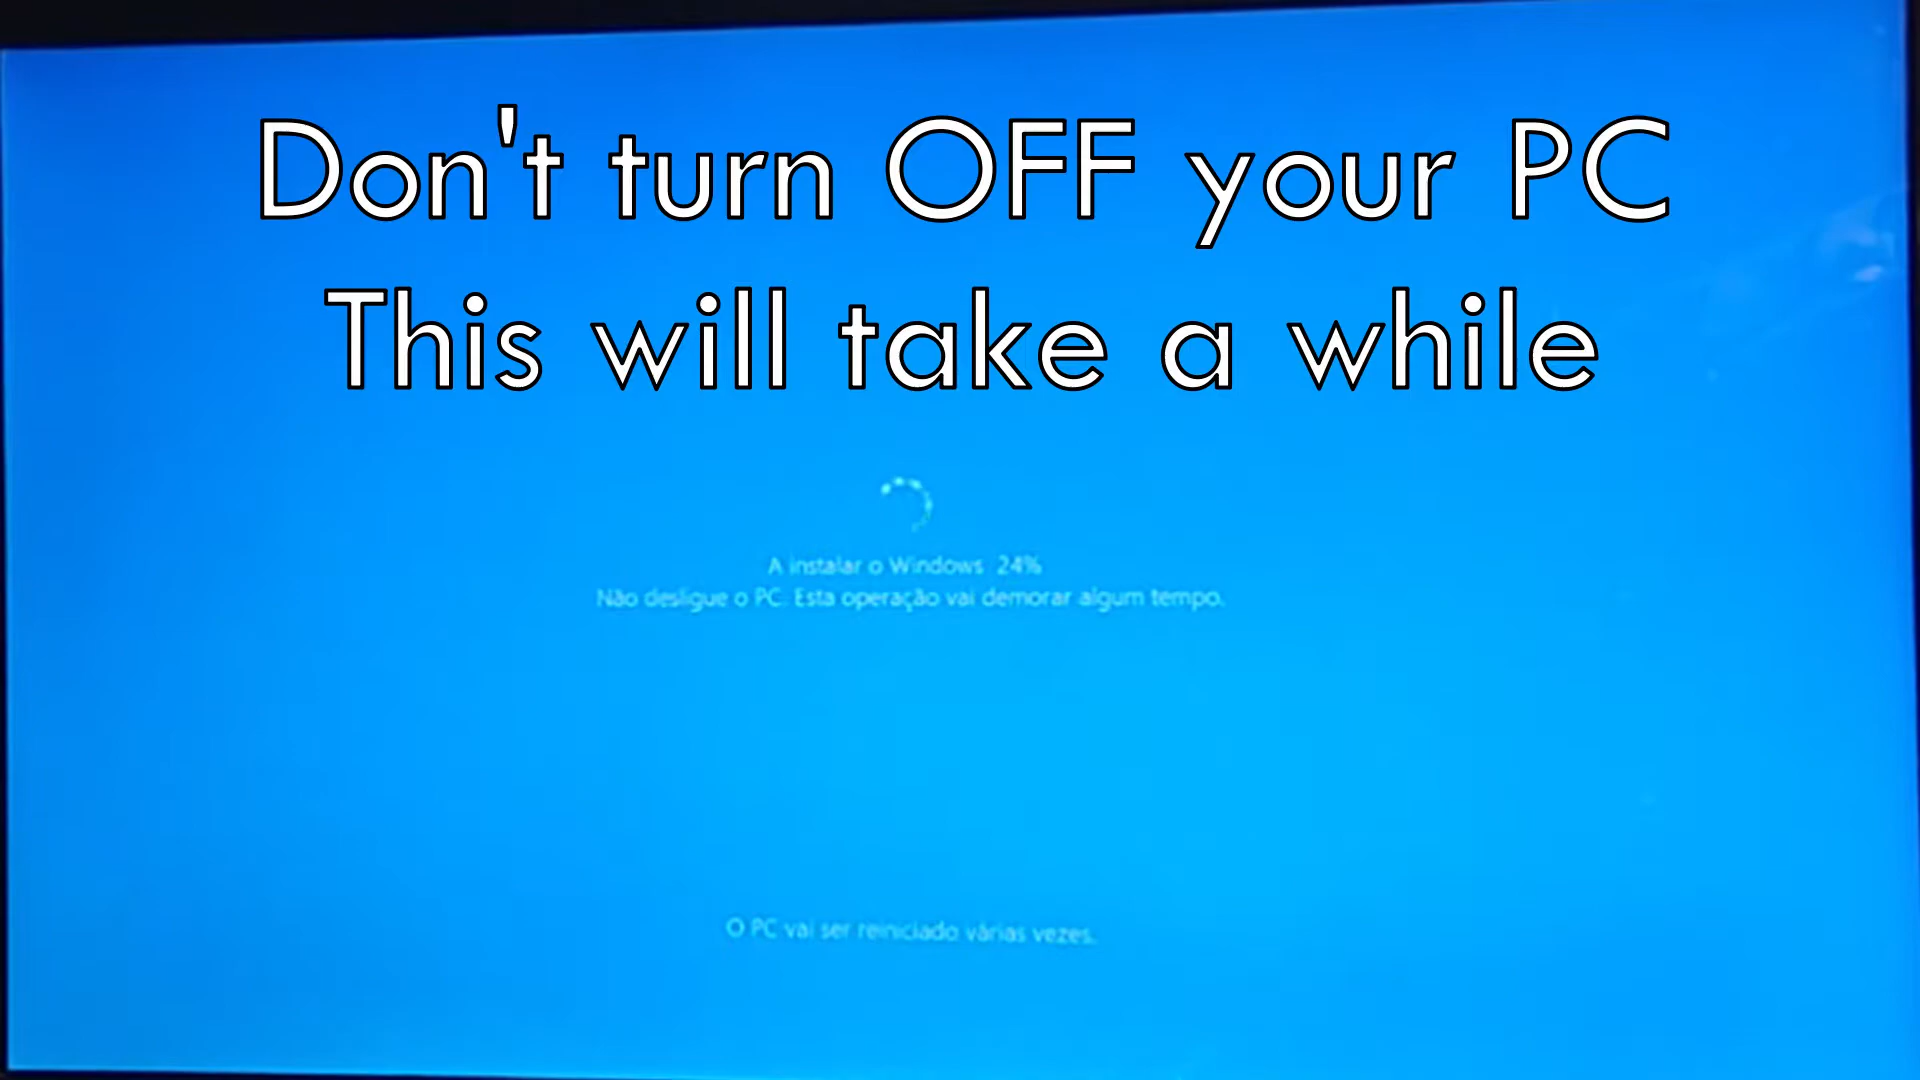 Don't turn OFF your PC
This will take a while
A instalar o Windows 24%
Não desligue o PC. Esta operação vai demorar algum tempo.
O PC vai ser reiniciado várias vezes.